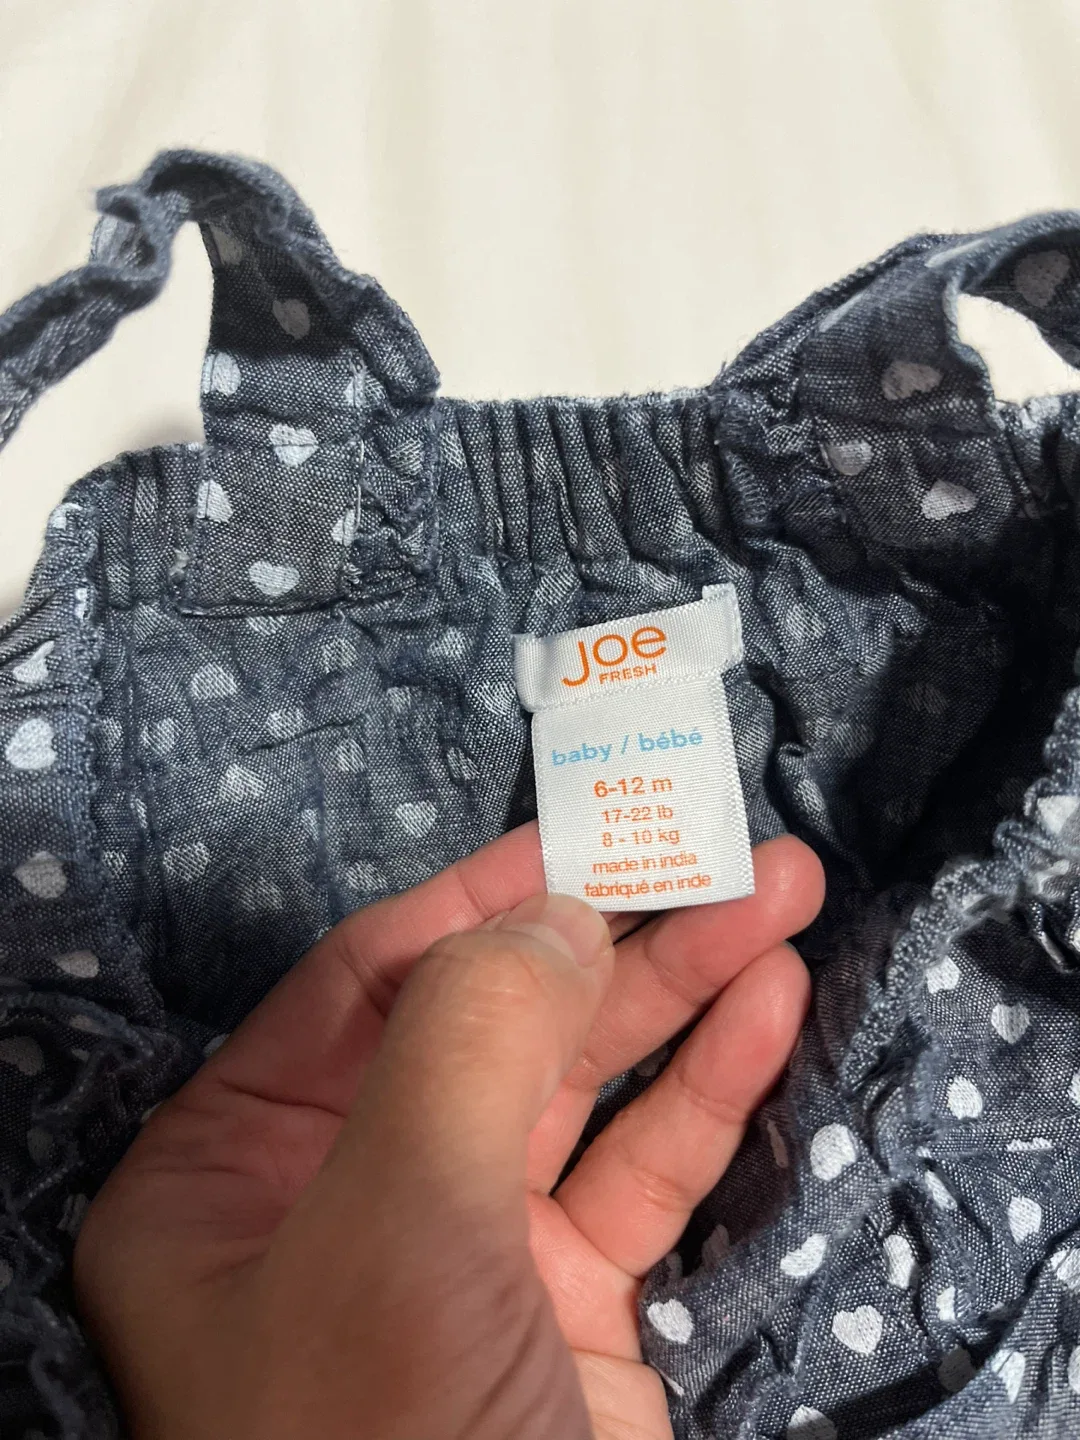 Joe
FRESH
baby / bébé
6-12 m
17-22 lb
8 - 10 kg
made in india
fabriqué en inde